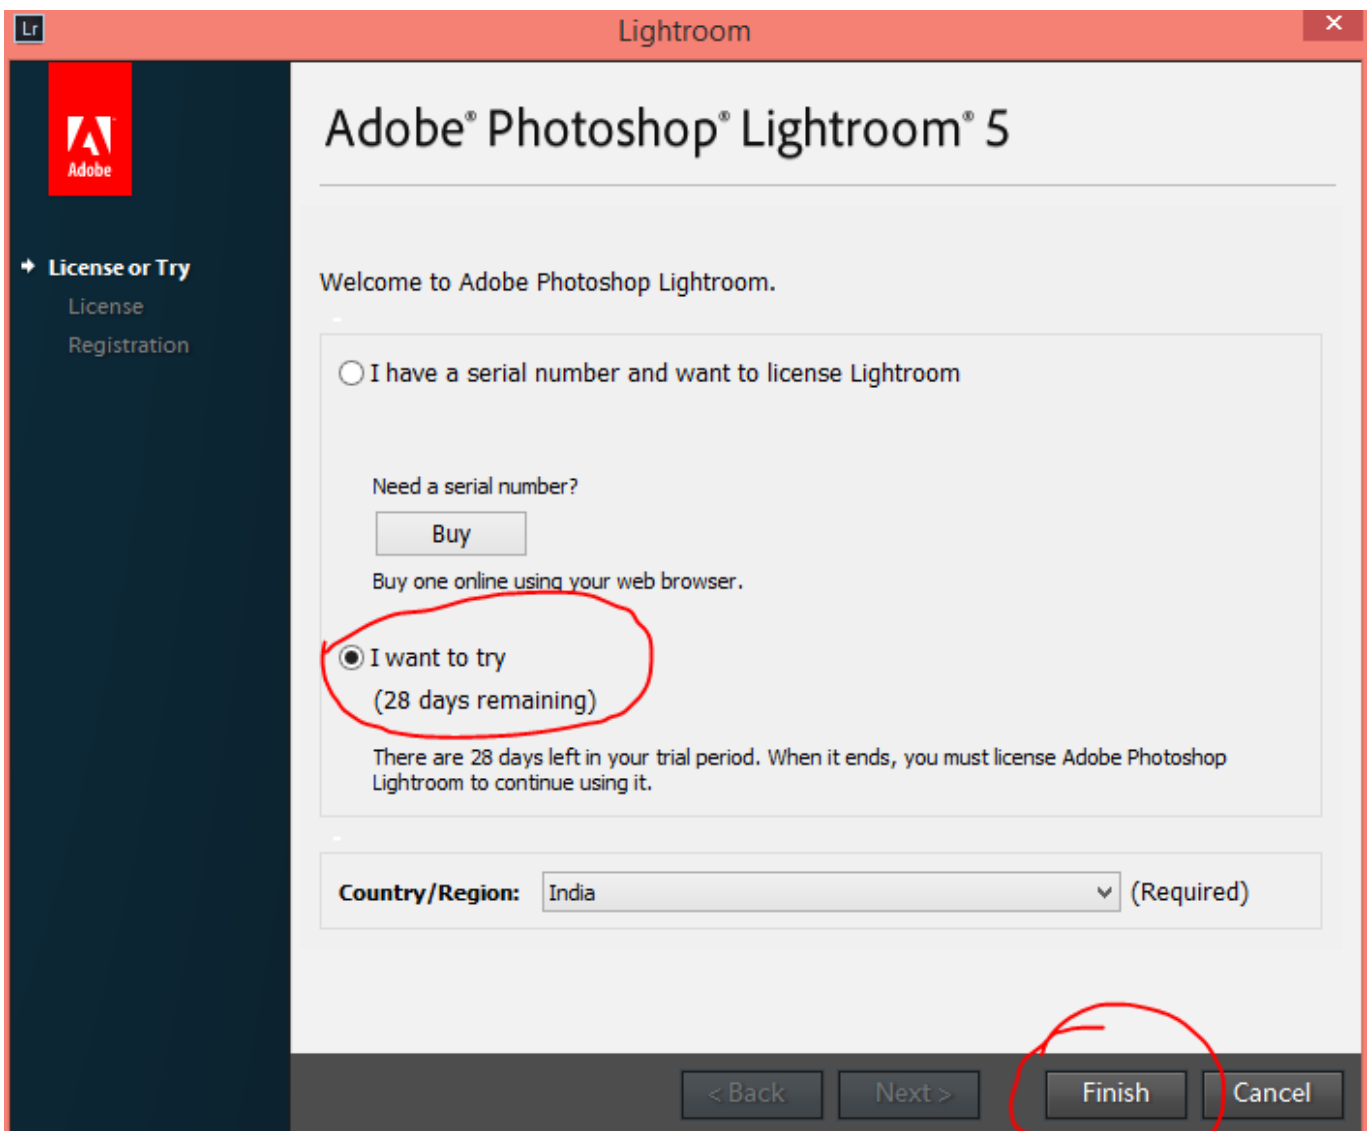 Lr
Lightroom
Adobe
Adobe® Photoshop® Lightroom® 5
License or Try
License
Registration
Welcome to Adobe Photoshop Lightroom.
I have a serial number and want to license Lightroom
Need a serial number?
Buy
Buy one online using your web browser.
I want to try
(28 days remaining)
There are 28 days left in your trial period. When it ends, you must license Adobe Photoshop
Lightroom to continue using it.
Country/Region: India (Required)
< Back Next > Finish Cancel